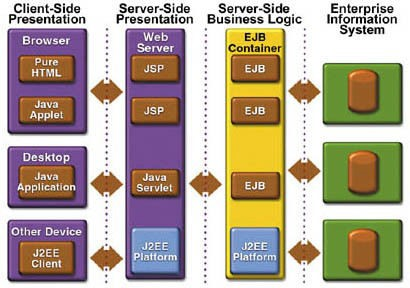 Client-Side
Presentation
Server-Side
Presentation
Server-Side
Business Logic
Enterprise
Information
System
Browser
Pure
HTML
Java
Applet
Desktop
Java
Application
Other Device
J2EE
Client
Web
Server
JSP
JSP
Java
Servlet
J2EE
Platform
EJB
Container
EJB
EJB
EJB
J2EE
Platform